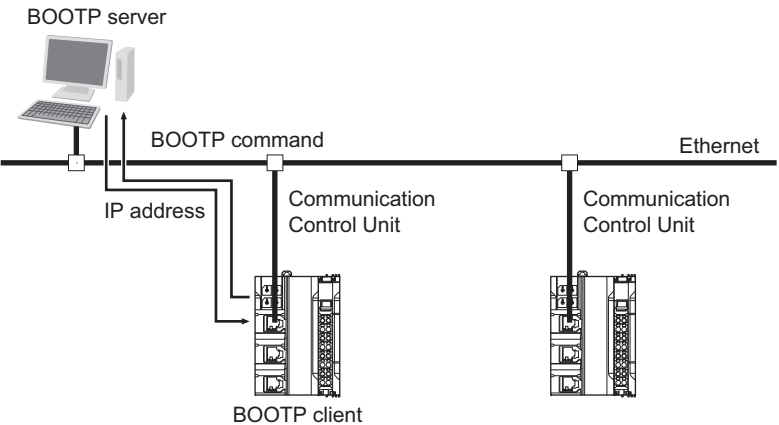 BOOTP server
BOOTP command
Ethernet
IP address
Communication
Control Unit
Communication
Control Unit
BOOTP client